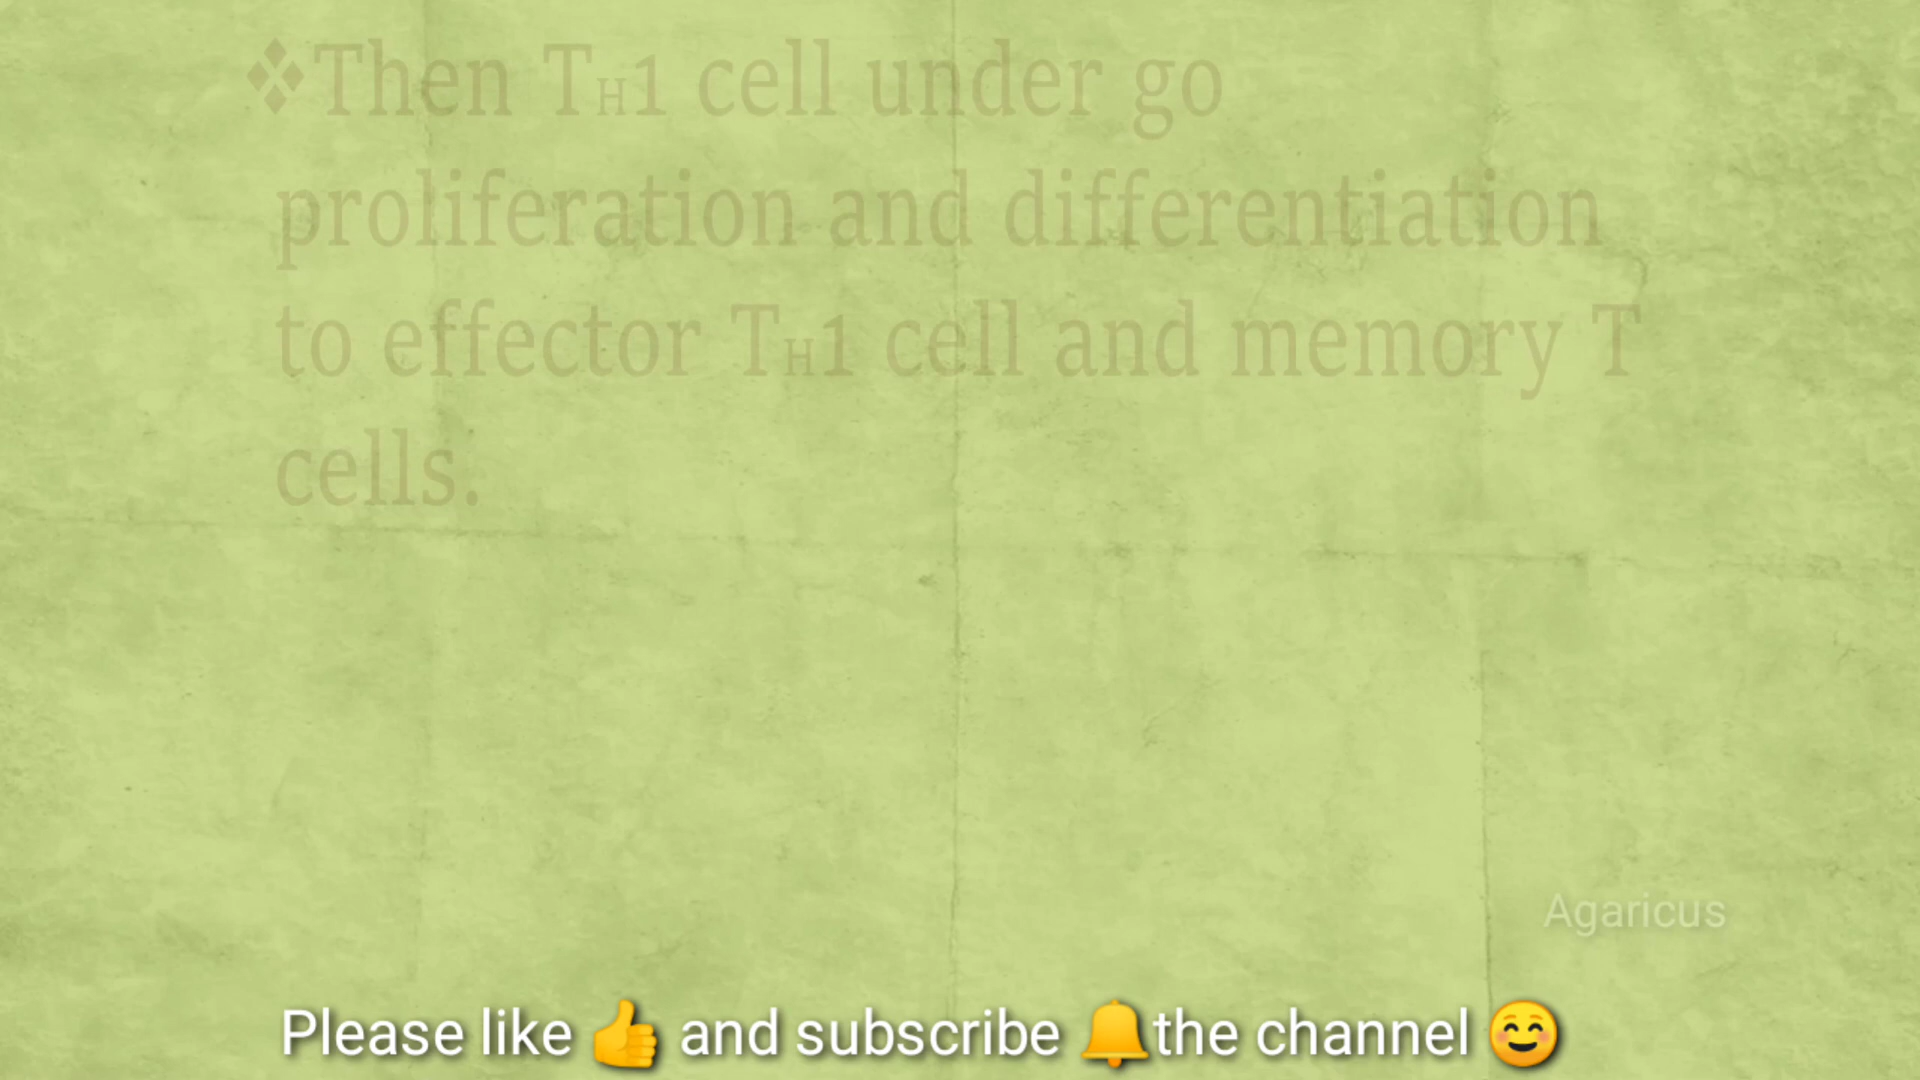 ❖Then TH1 cell under go
proliferation and differentiation
to effector TH1 cell and memory T
cells.
Agaricus
Please like 👍 and subscribe 🔔the channel 😊